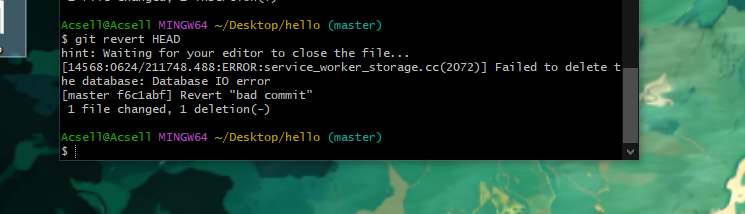 Acsell@Acsell MINGW64 ~/Desktop/hello (master)
$ git revert HEAD
hint: Waiting for your editor to close the file...
[14568:0624/211748.488:ERROR:service_worker_storage.cc(2072)] Failed to delete t
he database: Database IO error
[master f6c1abf] Revert "bad commit"
 1 file changed, 1 deletion(-)
Acsell@Acsell MINGW64 ~/Desktop/hello (master)
$